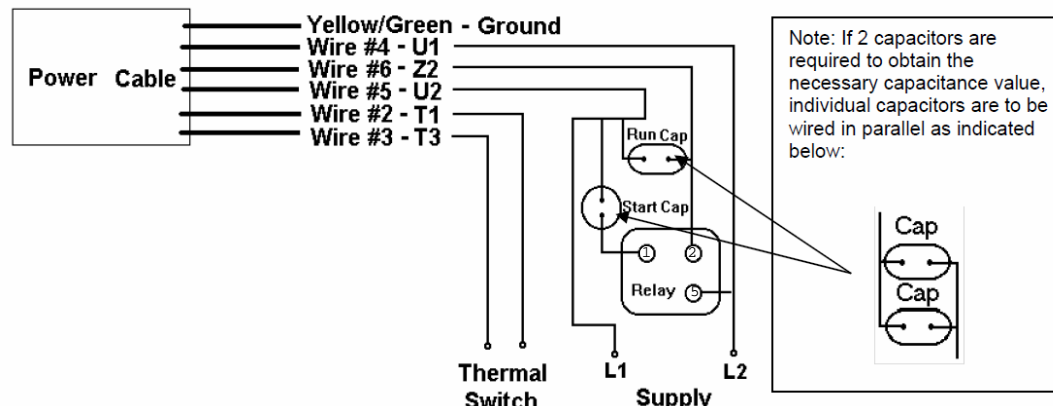 Yellow/Green - Ground
Wire #4 - U1
Wire #6 - Z2
Wire #5 - U2
Wire #2 - T1
Wire #3 - T3
Power Cable
Run Cap
Start Cap
1
2
Relay 5
Thermal
Switch
L1
L2
Supply
Note: If 2 capacitors are
required to obtain the
necessary capacitance value,
individual capacitors are to be
wired in parallel as indicated
below:
Cap
Cap